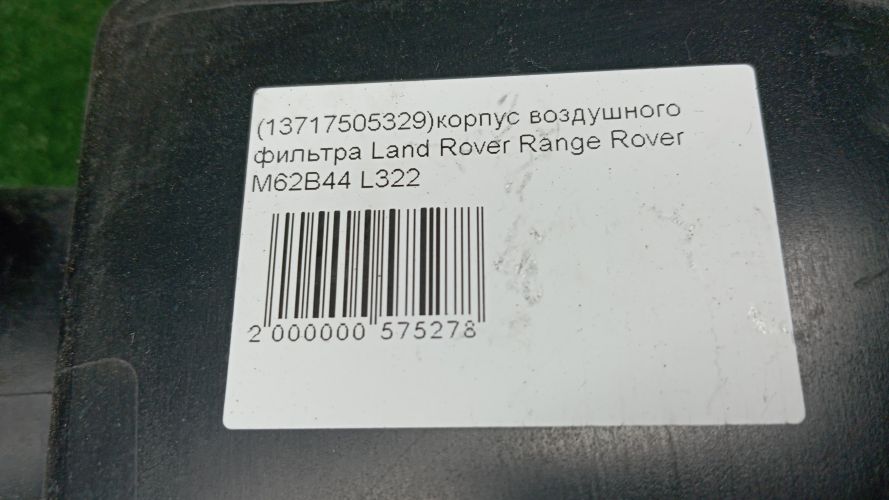 (13717505329)корпус воздушного
фильтра Land Rover Range Rover
M62B44 L322
2 000000 575278